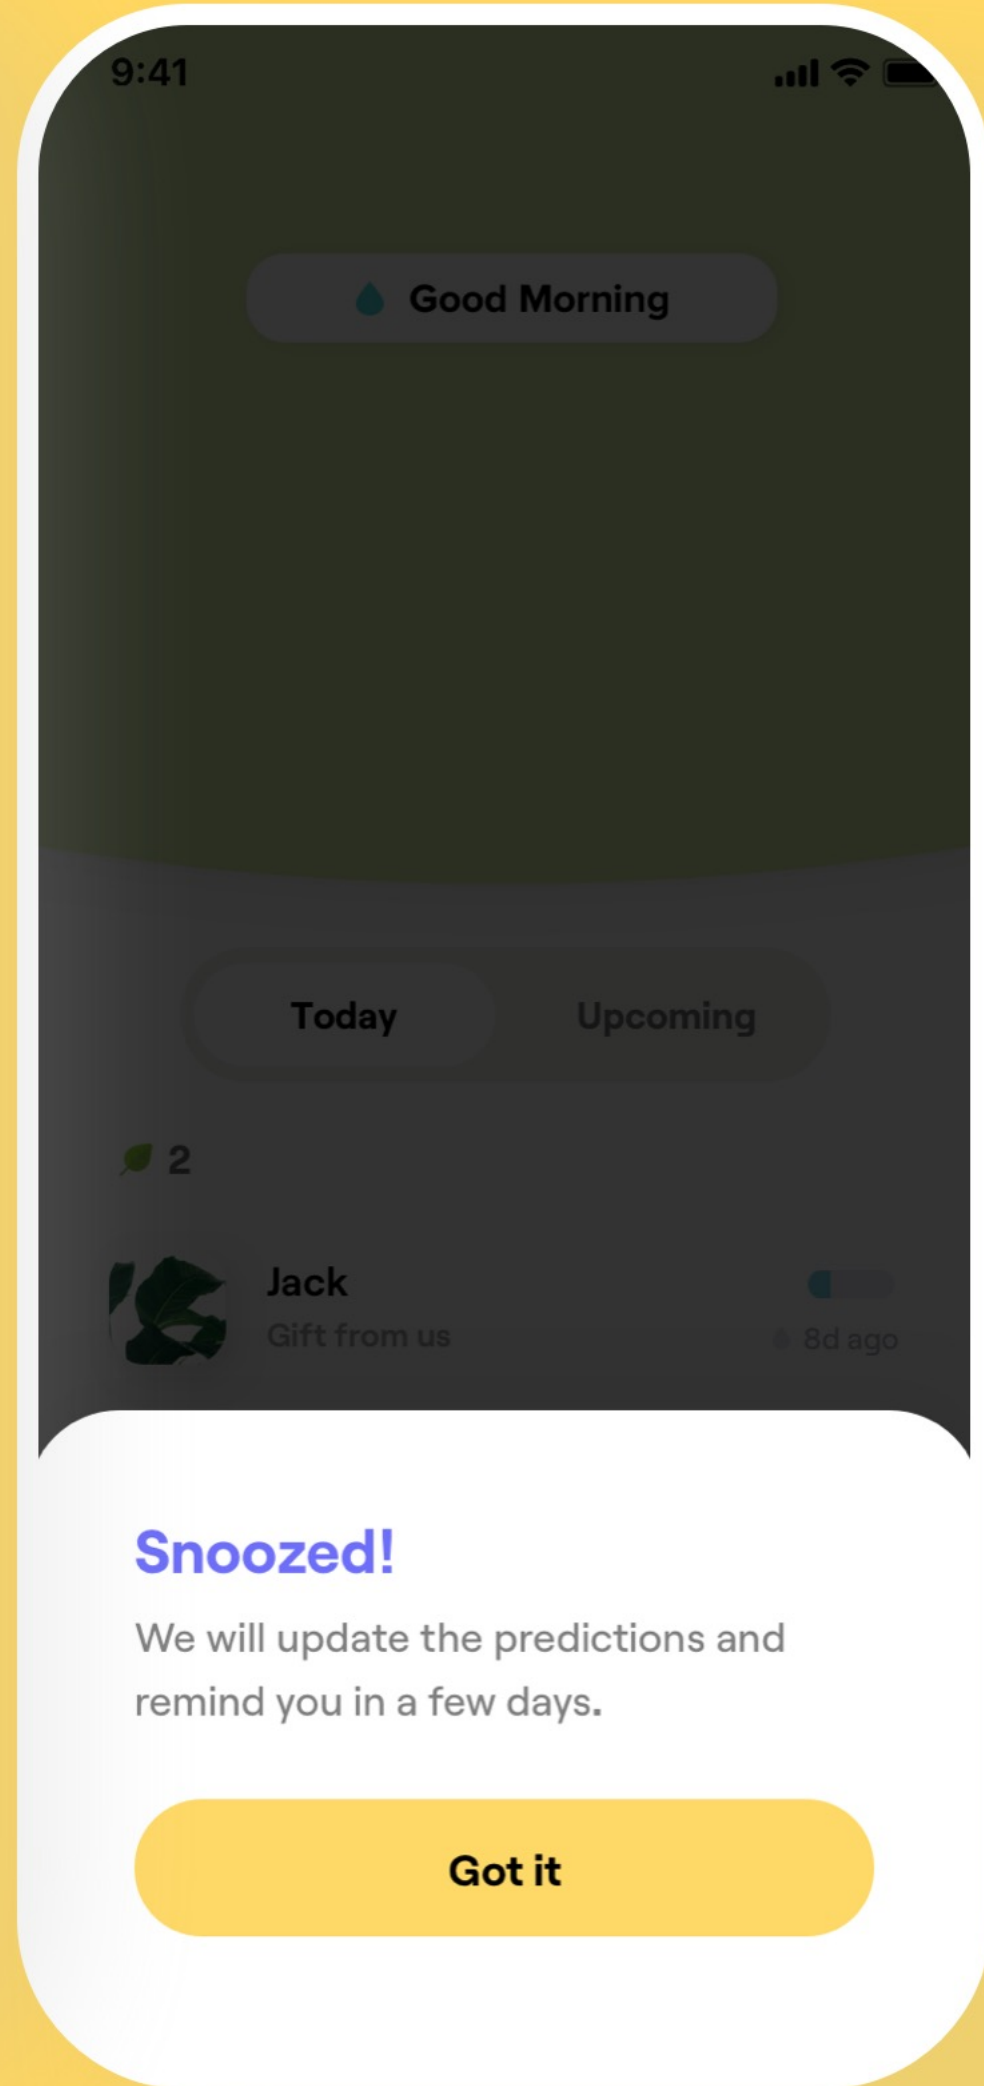 9:41
Good Morning
Today
Upcoming
2
Jack
Gift from us
8d ago
Snoozed!
We will update the predictions and
remind you in a few days.
Got it